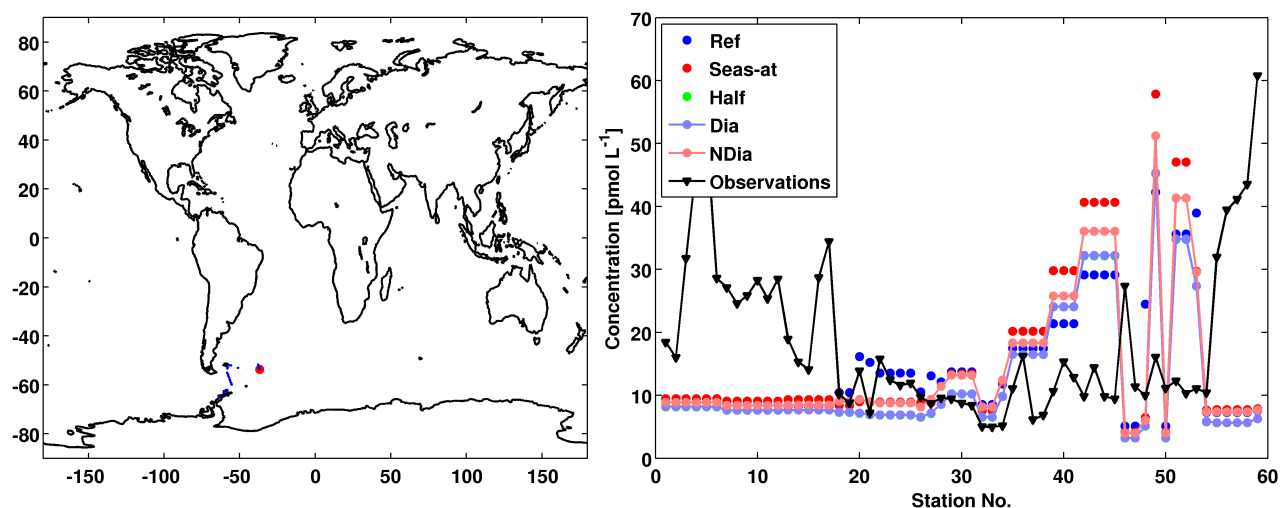 80
60
40
20
0
-20
-40
-60
-80
-150 -100 -50 0 50 100 150
70
60
50
40
30
20
10
0
Concentration [pmol L-1]
Ref
Seas-at
Half
Dia
NDia
Observations
0 10 20 30 40 50 60
Station No.